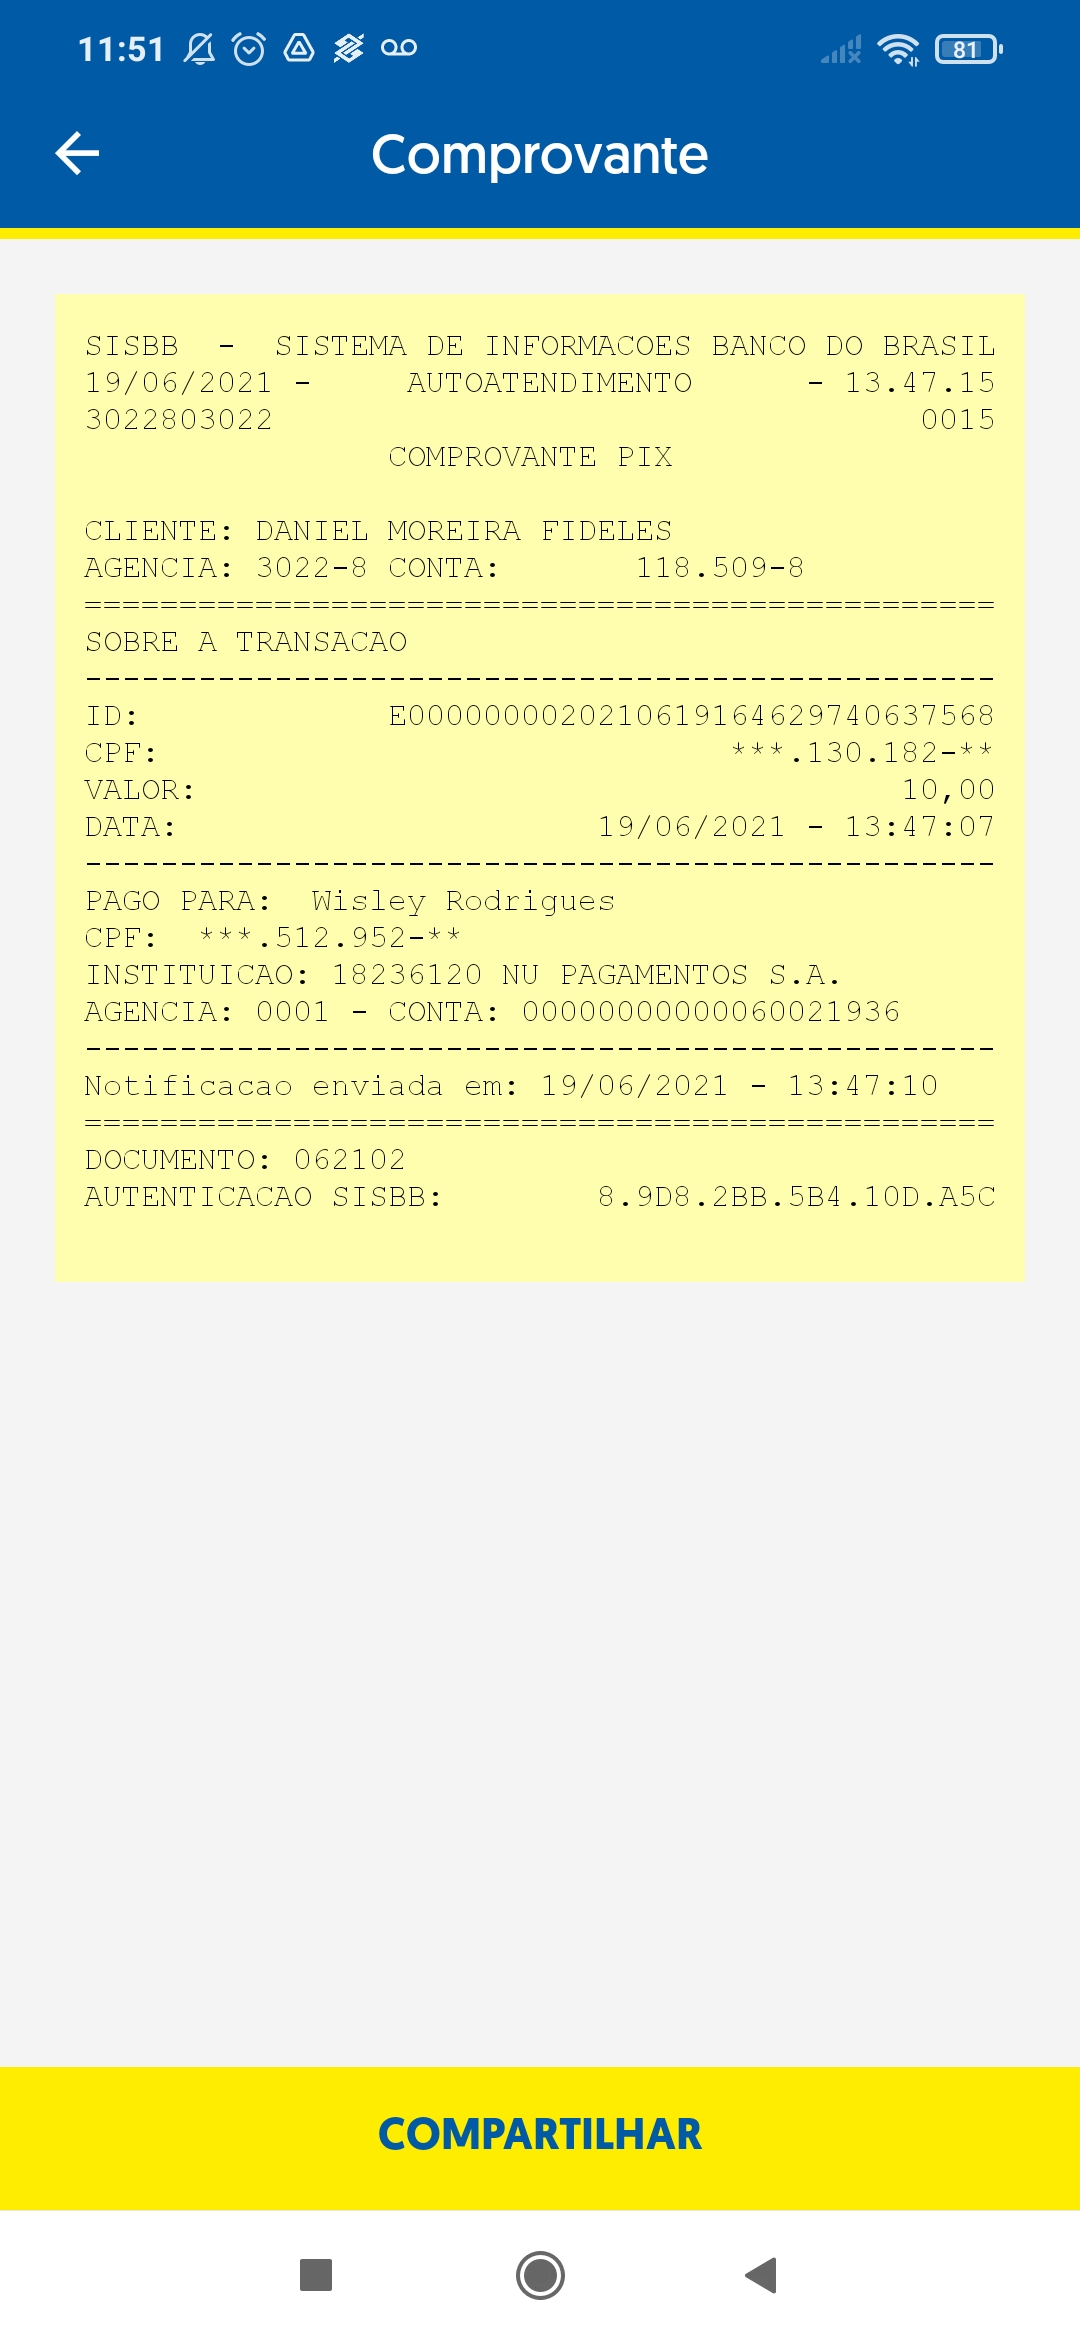 11:51
81
Comprovante
SISBB - SISTEMA DE INFORMACOES BANCO DO BRASIL
19/06/2021 - AUTOATENDIMENTO - 13.47.15
3022803022 0015
COMPROVANTE PIX
CLIENTE: DANIEL MOREIRA FIDELES
AGENCIA: 3022-8 CONTA: 118.509-8
================================================
SOBRE A TRANSACAO
------------------------------------------------
ID: E0000000020210619164629740637568
CPF: ***.130.182-**
VALOR: 10,00
DATA: 19/06/2021 - 13:47:07
------------------------------------------------
PAGO PARA: Wisley Rodrigues
CPF: ***.512.952-**
INSTITUICAO: 18236120 NU PAGAMENTOS S.A.
AGENCIA: 0001 - CONTA: 00000000000060021936
------------------------------------------------
Notificacao enviada em: 19/06/2021 - 13:47:10
================================================
DOCUMENTO: 062102
AUTENTICACAO SISBB: 8.9D8.2BB.5B4.10D.A5C
COMPARTILHAR